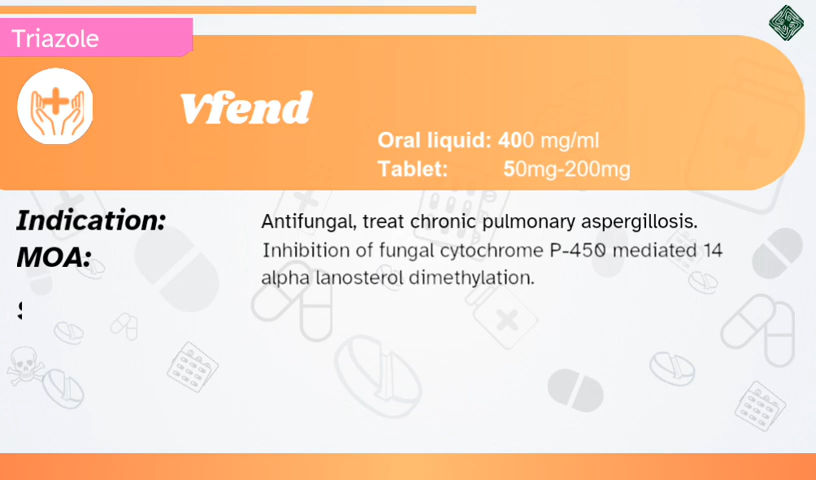 Triazole
Vfend
Oral liquid: 400 mg/ml
Tablet: 50mg-200mg
Indication: Antifungal, treat chronic pulmonary aspergillosis.
MOA: Inhibition of fungal cytochrome P-450 mediated 14
alpha lanosterol dimethylation.